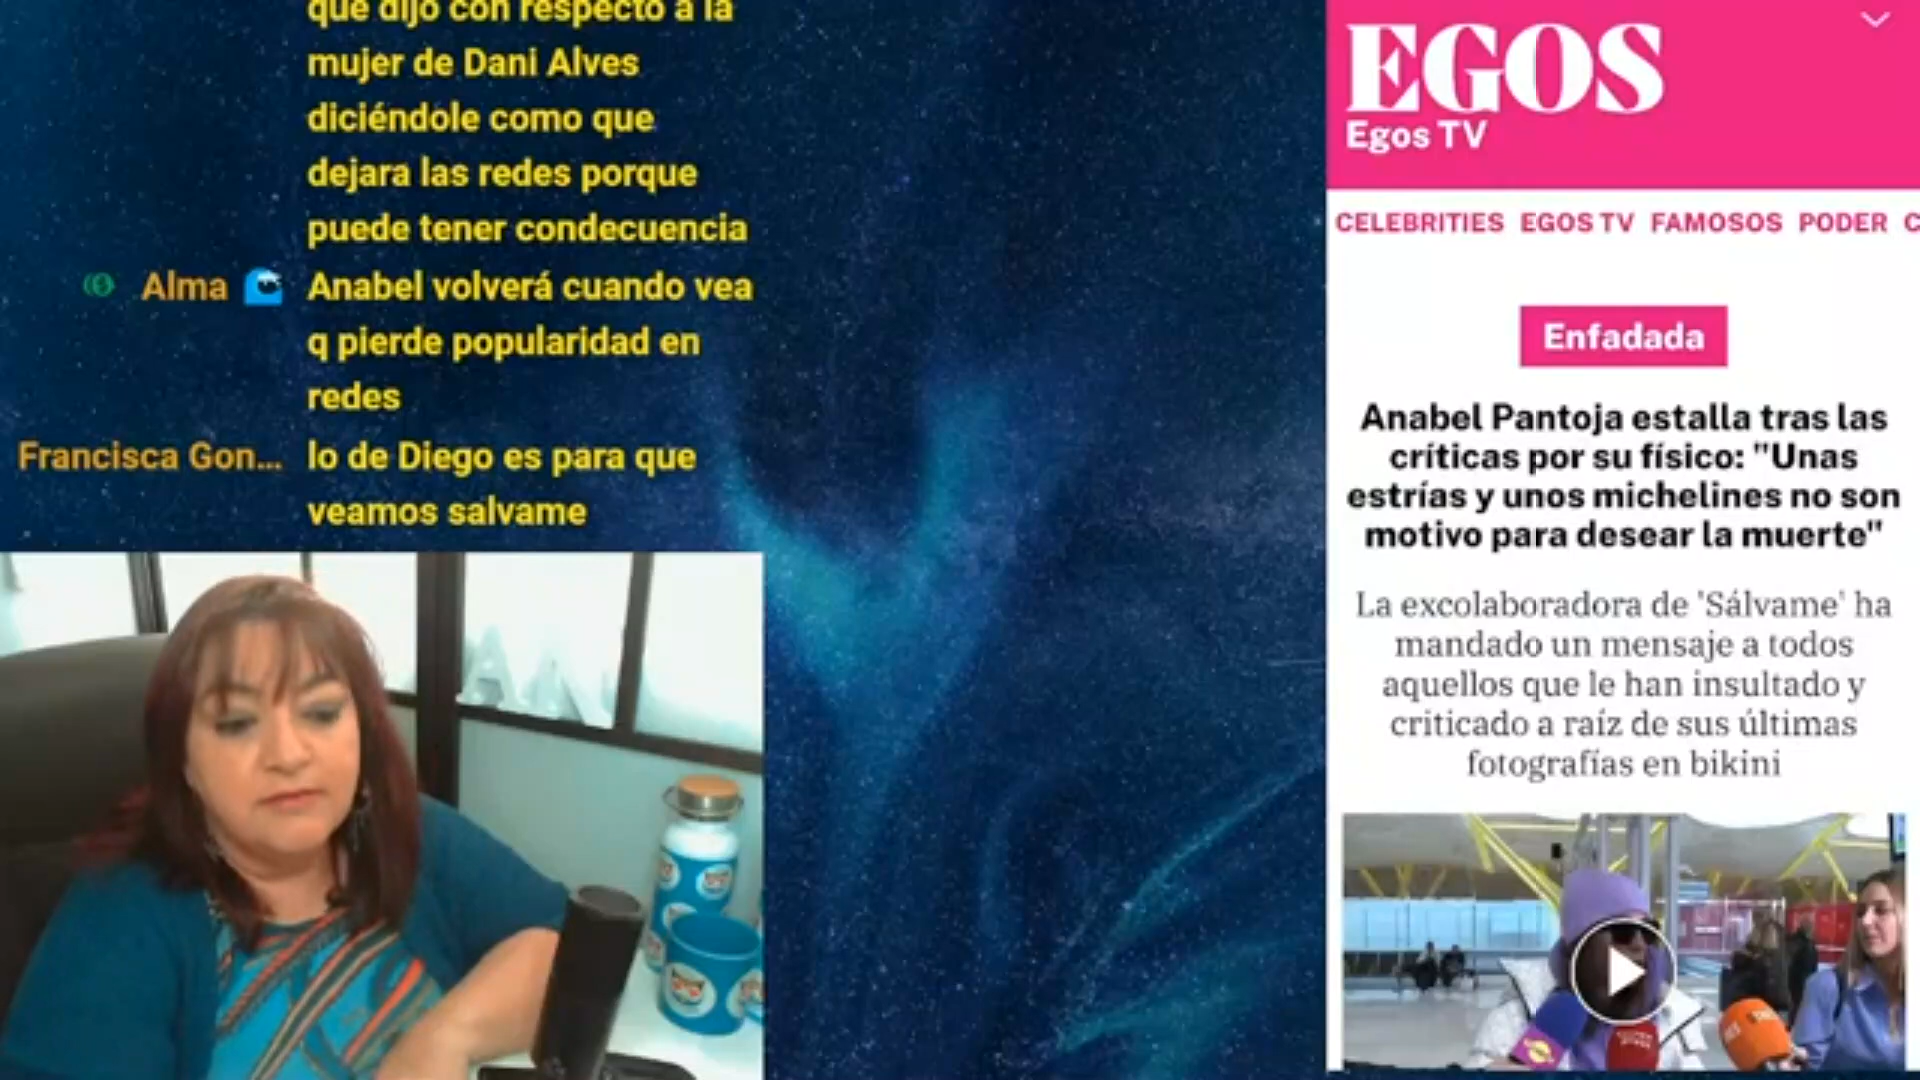 que dijo con respecto a la
mujer de Dani Alves
diciéndole como que
dejara las redes porque
puede tener condecuencia
Alma Anabel volverá cuando vea
q pierde popularidad en
redes
Francisca Gon... lo de Diego es para que
veamos salvame
EGOS
Egos TV
CELEBRITIES EGOS TV FAMOSOS PODER C
Enfadada
Anabel Pantoja estalla tras las
críticas por su físico: "Unas
estrías y unos michelines no son
motivo para desear la muerte"
La excolaboradora de 'Sálvame' ha
mandado un mensaje a todos
aquellos que le han insultado y
criticado a raíz de sus últimas
fotografías en bikini